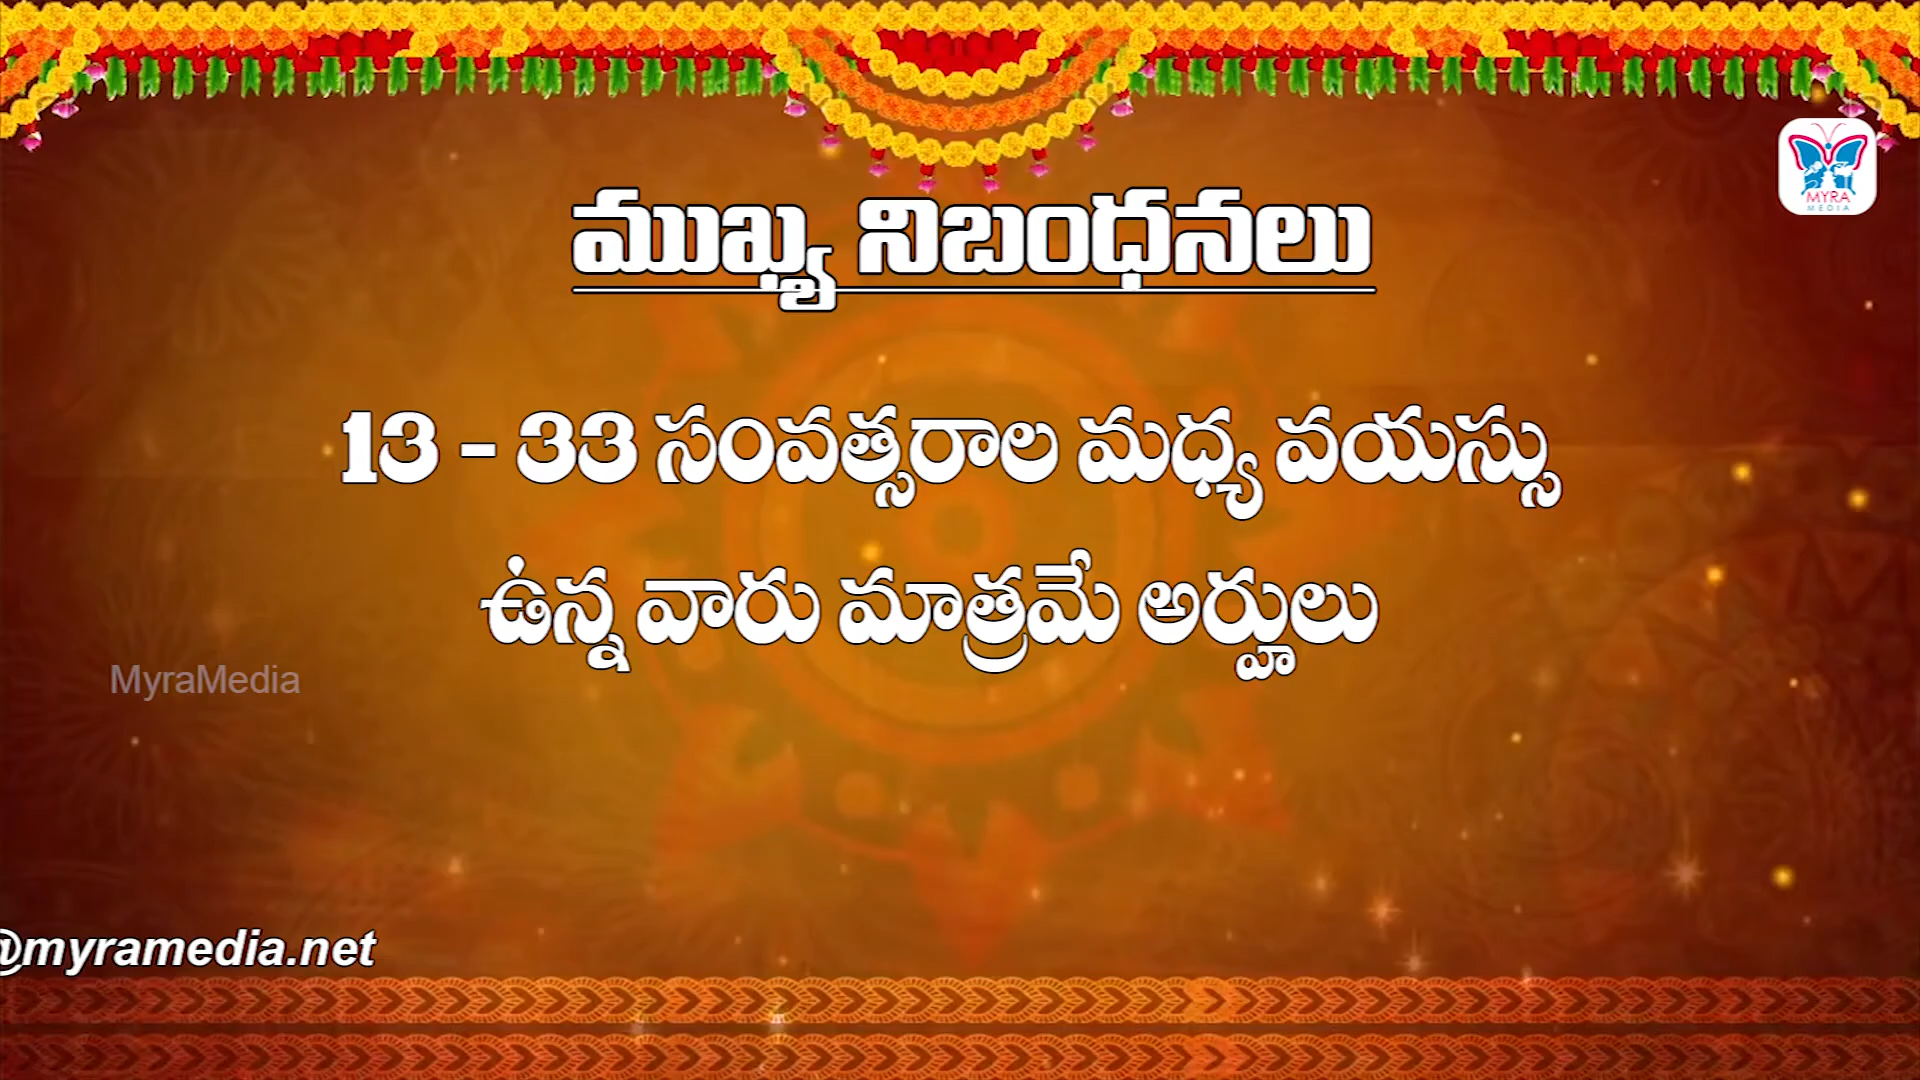 MYRA
MEDIA
ముఖ్య నిబంధనలు
13 - 33 సంవత్సరాల మధ్య వయస్సు
ఉన్న వారు మాత్రమే అర్హులు
MyraMedia
@myramedia.net